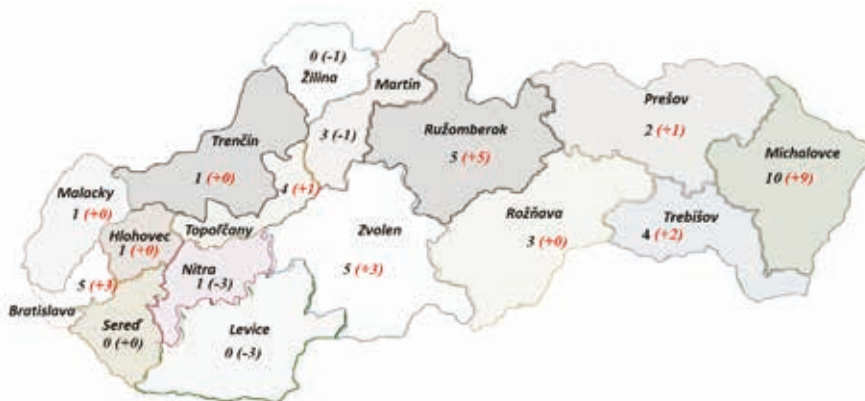 0 (-1)
Žilina
Martin
3 (-1)
Trenčín
1 (+0)
Ružomberok
5 (+5)
Prešov
2 (+1)
Michalovce
10 (+9)
Malacky
1 (+0)
4 (+1)
Topoľčany
Hlohovec
1 (+0)
Zvolen
5 (+3)
Rožňava
3 (+0)
Trebišov
4 (+2)
5 (+3)
Bratislava
Nitra
1 (-3)
Sereď
0 (+0)
Levice
0 (-3)